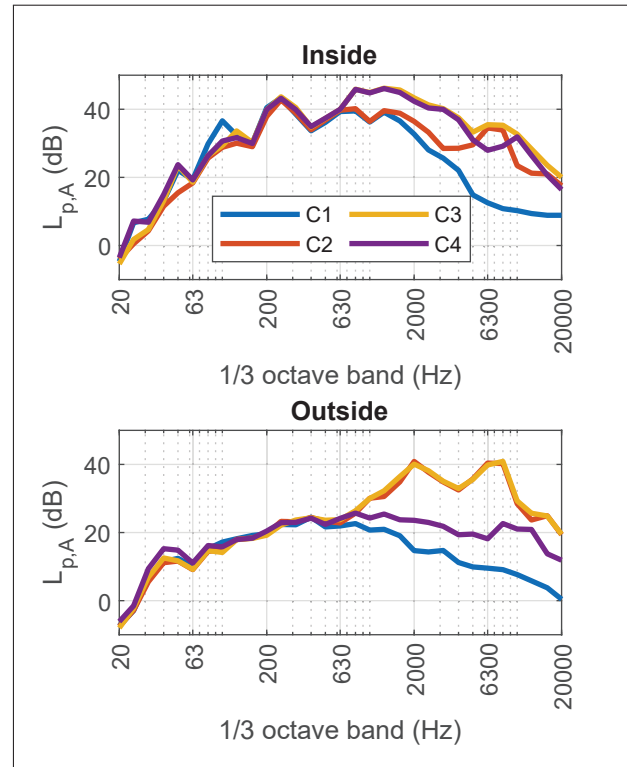 Inside
L_{p,A} (dB)
40
20
0
C1 C3
C2 C4
20 63 200 630 2000 6300 20000
1/3 octave band (Hz)
Outside
L_{p,A} (dB)
40
20
0
20 63 200 630 2000 6300 20000
1/3 octave band (Hz)